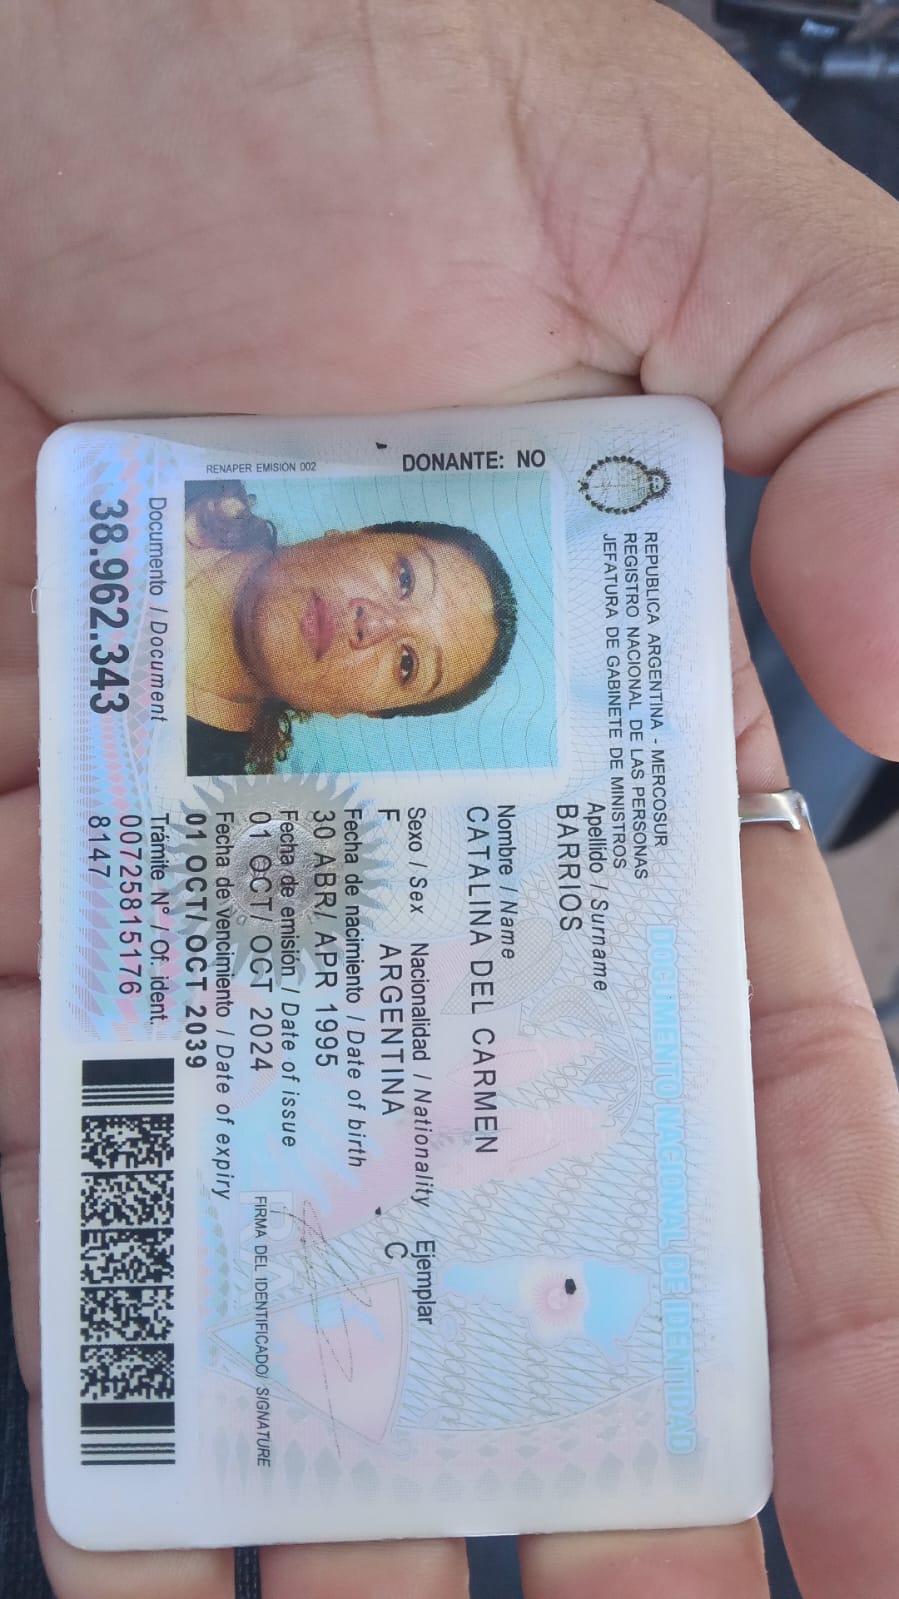 REPUBLICA ARGENTINA - MERCOSUR
REGISTRO NACIONAL DE LAS PERSONAS
JEFATURA DE GABINETE DE MINISTROS
DOCUMENTO NACIONAL DE IDENTIDAD
DONANTE: NO
RENAPER EMISIÓN 002
Apellido / Surname
BARRIOS
Nombre / Name
CATALINA DEL CARMEN
Sexo / Sex Nacionalidad / Nationality Ejemplar
F ARGENTINA C
Fecha de nacimiento / Date of birth
30 ABR/ APR 1995
Fecha de emisión / Date of issue
01 OCT/ OCT 2024
Fecha de vencimiento / Date of expiry
01 OCT/ OCT 2039
FIRMA DEL IDENTIFICADO/ SIGNATURE
Documento / Document
38.962.343
Trámite N° / Of. ident.
00725815176
8147